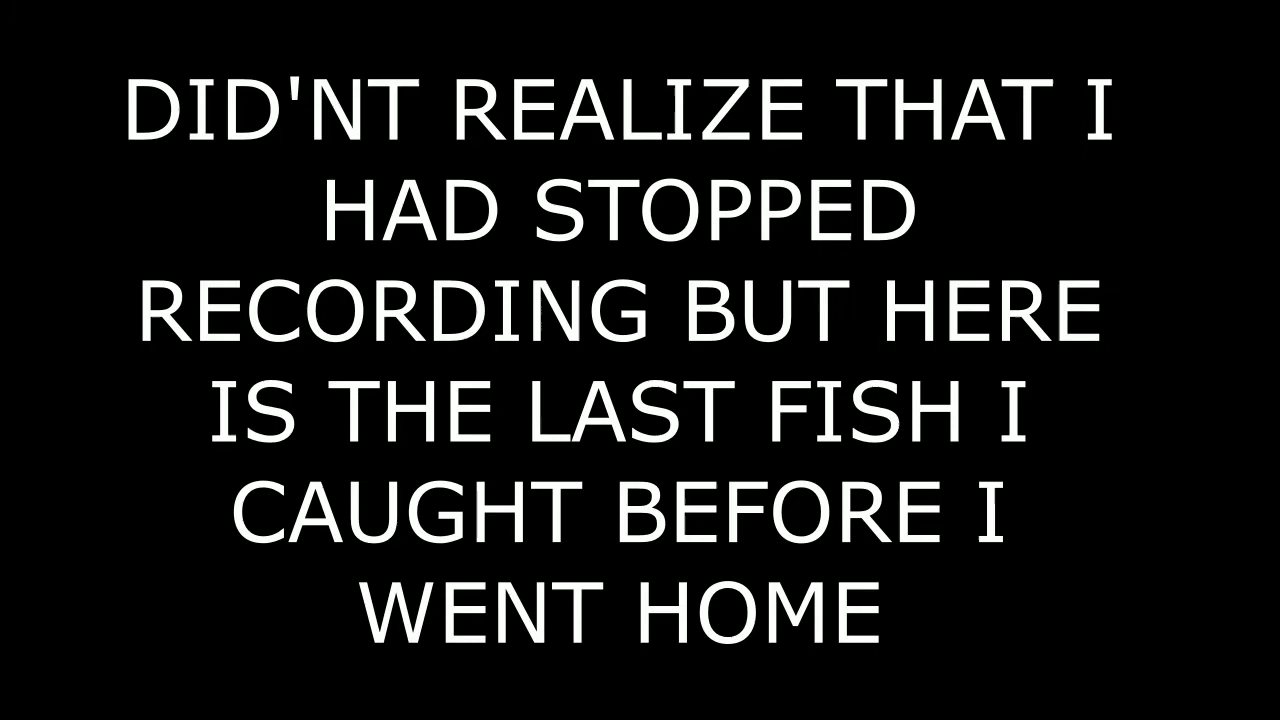 DID'NT REALIZE THAT I
HAD STOPPED
RECORDING BUT HERE
IS THE LAST FISH I
CAUGHT BEFORE I
WENT HOME